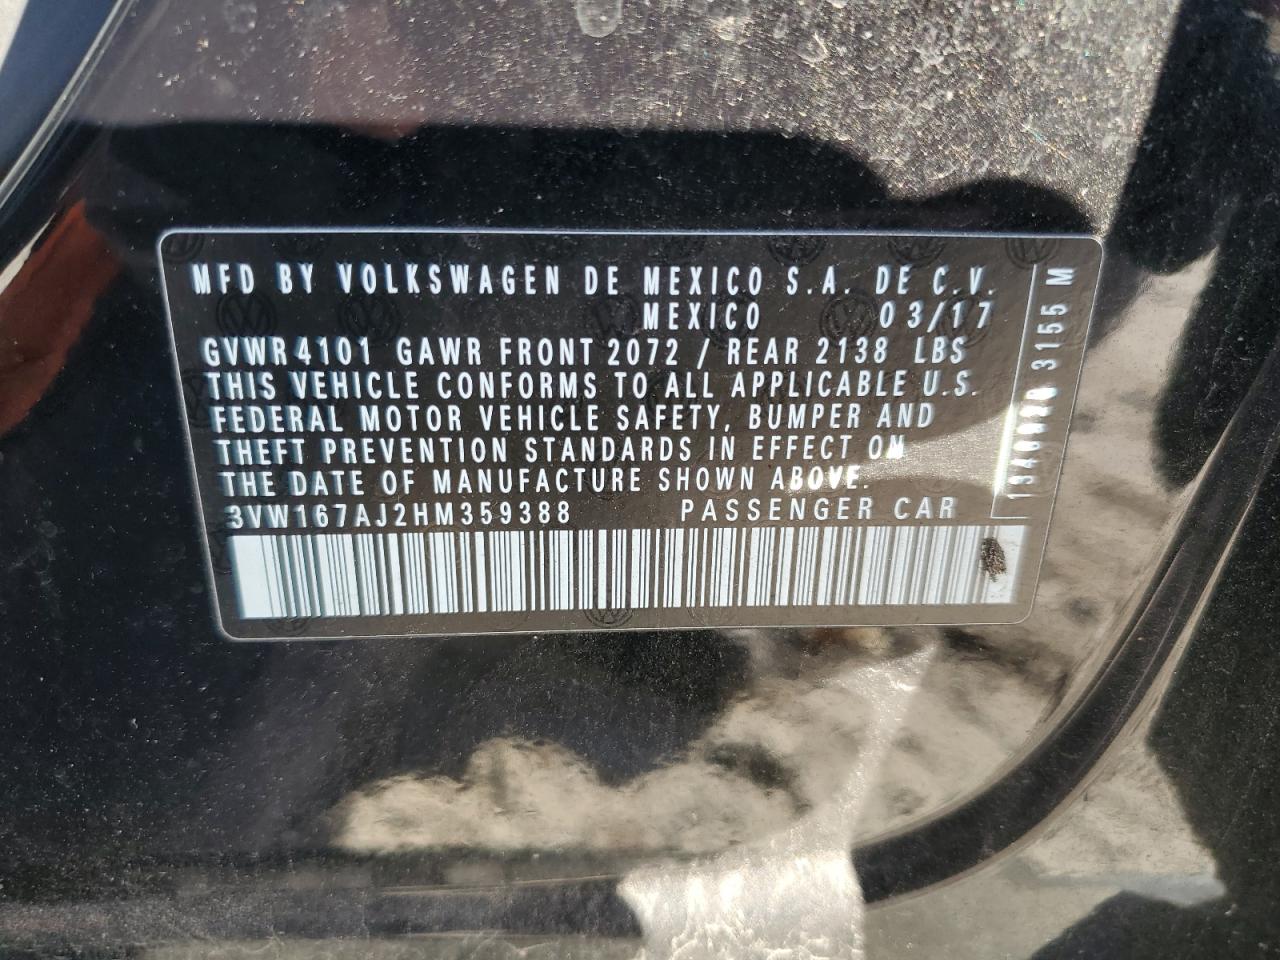 MFD BY VOLKSWAGEN DE MEXICO S.A. DE C.V.
MEXICO 03/17
GVWR 4101 GAWR FRONT 2072 / REAR 2138 LBS
THIS VEHICLE CONFORMS TO ALL APPLICABLE U.S.
FEDERAL MOTOR VEHICLE SAFETY, BUMPER AND
THEFT PREVENTION STANDARDS IN EFFECT ON
THE DATE OF MANUFACTURE SHOWN ABOVE.
3VW167AJ2HM359388 PASSENGER CAR
3155 M